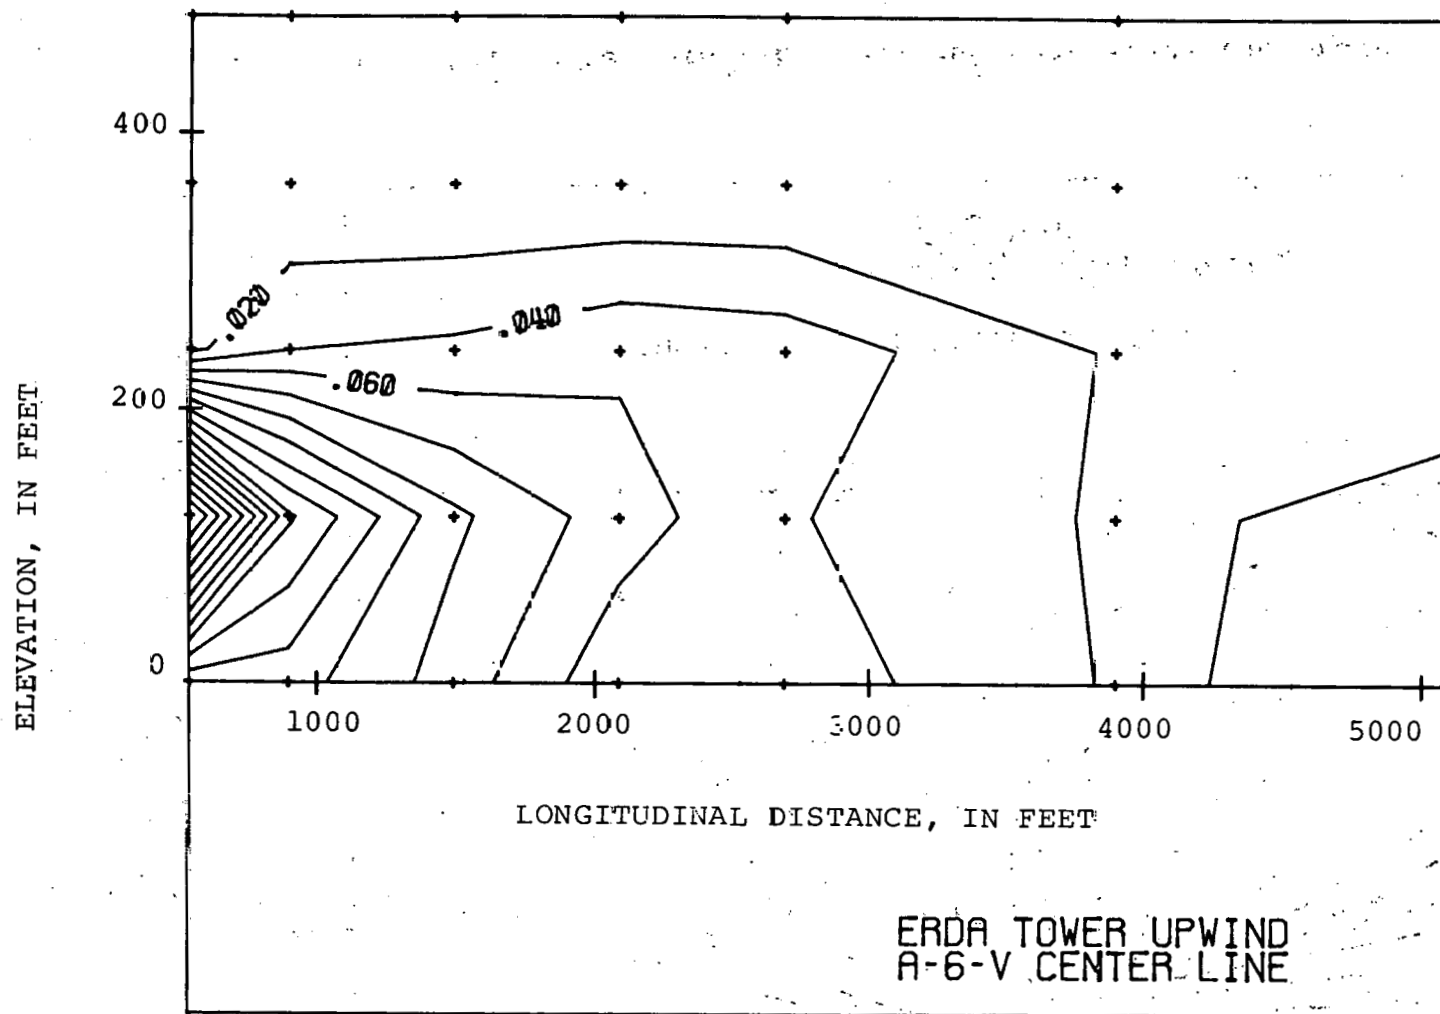 400
.020
.040
.060
200
ELEVATION, IN FEET
0
1000
2000
3000
4000
5000
LONGITUDINAL DISTANCE, IN FEET
ERDA TOWER UPWIND
A-6-V CENTER LINE